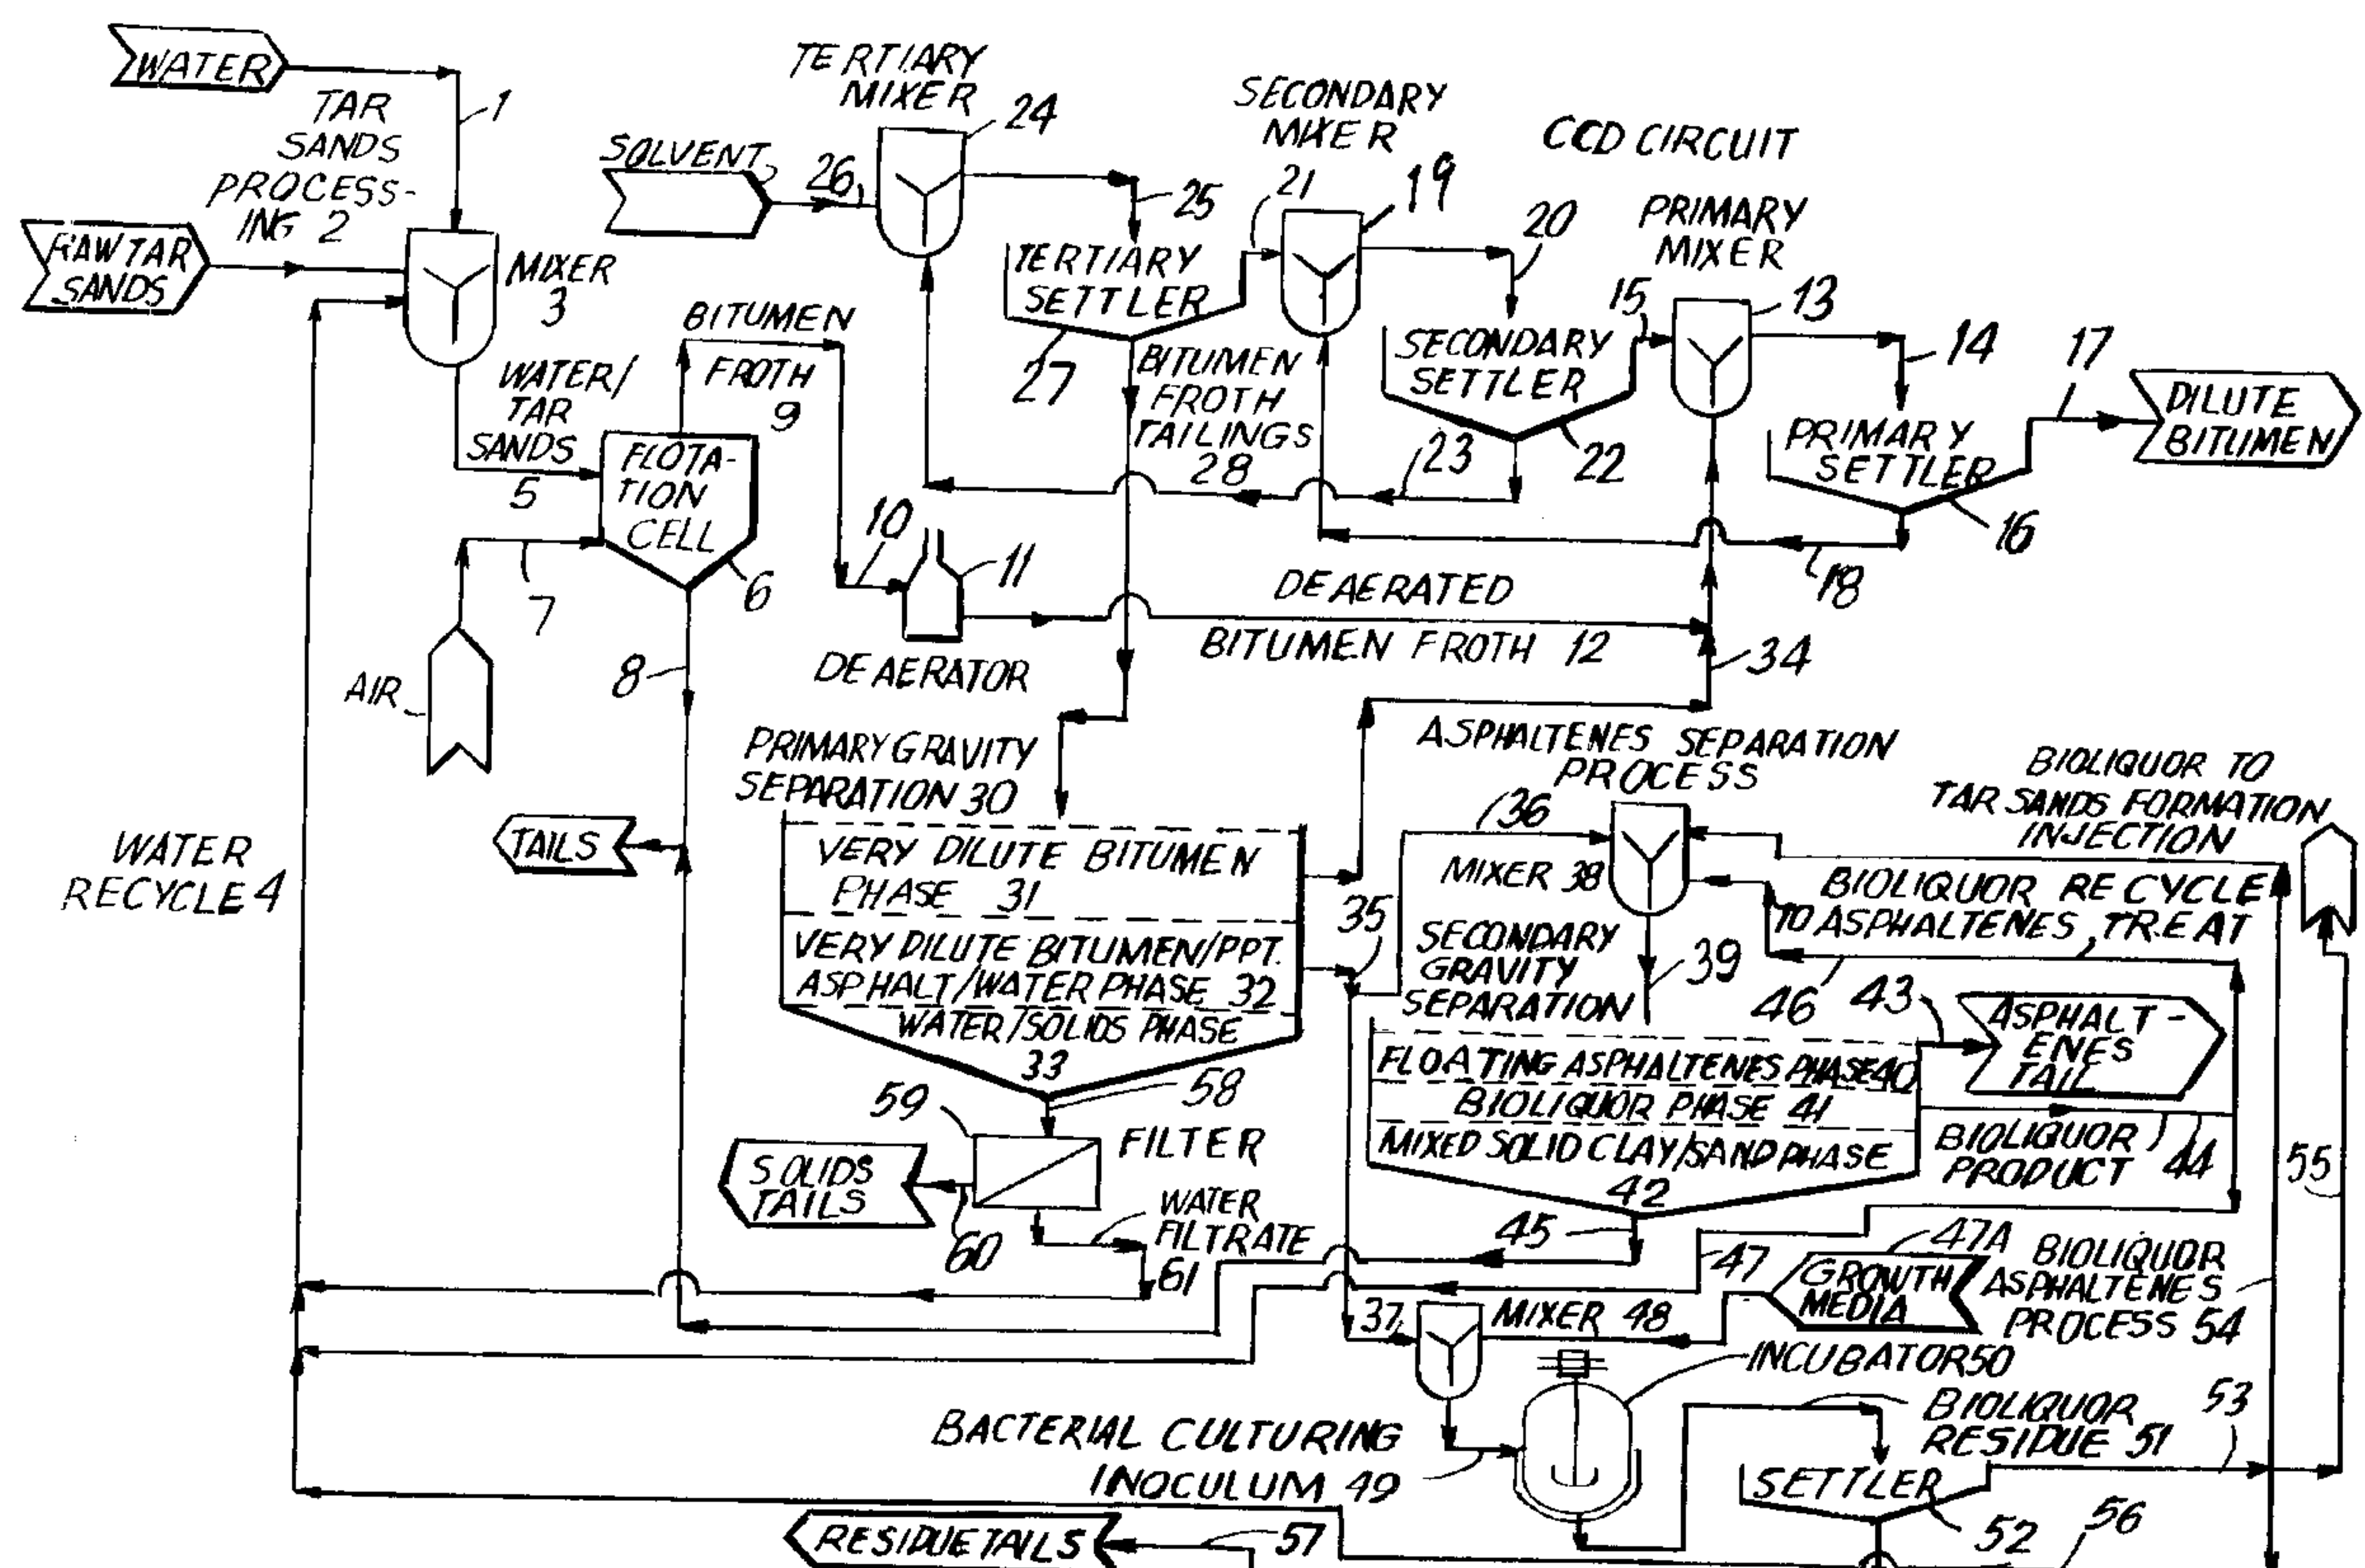 WATER
1
TAR
SANDS
PROCESS-
ING 2
RAW TAR
SANDS
MIXER
3
WATER/
TAR
SANDS
5
FLOTA-
TION
CELL
6
7
AIR
8
TAILS
WATER
RECYCLE 4
BITUMEN
FROTH
9
10
11
DEAERATOR
SOLVENT
26
TERTIARY
MIXER
24
25
TERTIARY
SETTLER
27
BITUMEN
FROTH
TAILINGS
28
SECONDARY
MIXER
21
19
20
SECONDARY
SETTLER
22
23
CCD CIRCUIT
PRIMARY
MIXER
15
13
14
PRIMARY
SETTLER
16
17
18
DILUTE
BITUMEN
DEAERATED
BITUMEN FROTH 12
34
PRIMARY GRAVITY
SEPARATION 30
VERY DILUTE BITUMEN
PHASE 31
VERY DILUTE BITUMEN/PPT.
ASPHALT/WATER PHASE 32
WATER/SOLIDS PHASE
33
58
59
FILTER
SOLIDS
TAILS
60
WATER
FILTRATE
61
35
ASPHALTENES SEPARATION
PROCESS
36
MIXER 38
SECONDARY
GRAVITY
SEPARATION
39
BIOLIQUOR TO
TAR SANDS FORMATION
INJECTION
BIOLIQUOR RECYCLE
TO ASPHALTENES, TREAT
46
43
ASPHALT-
ENES
TAIL
FLOATING ASPHALTENES PHASE 40
BIOLIQUOR PHASE 41
MIXED SOLID CLAY/SAND PHASE
42
BIOLIQUOR
PRODUCT 44
45
47
47A
GROWTH
MEDIA
BIOLIQUOR
ASPHALTENES
PROCESS 54
55
37
MIXER 48
INCUBATOR 50
BACTERIAL CULTURING
INOCULUM 49
BIOLIQUOR
RESIDUE 51
53
SETTLER
52
56
RESIDUE TAILS
57